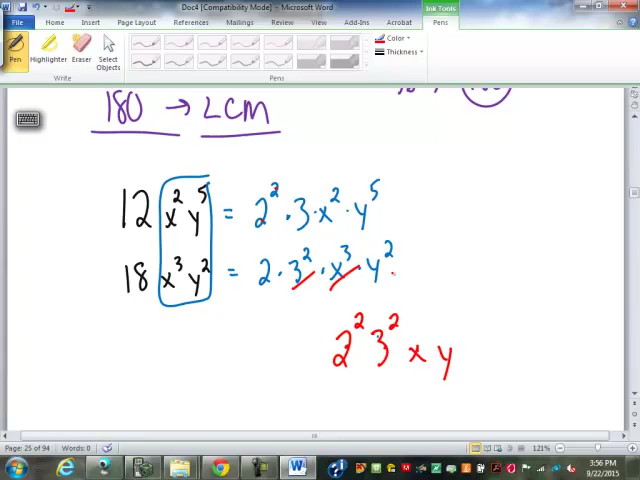 Doc4 [Compatibility Mode] - Microsoft Word
Ink Tools
File Home Insert Page Layout References Mailings Review View Add-Ins Acrobat Pens
Pen Highlighter Eraser Select Objects
Color
Thickness
Write Pens
180 → LCM
12 x² y⁵ = 2² · 3 · x² · y⁵
18 x³ y² = 2 · 3² · x³ · y²
2² 3² x y
Page: 25 of 94 Words: 0 121%
3:56 PM
9/22/2015